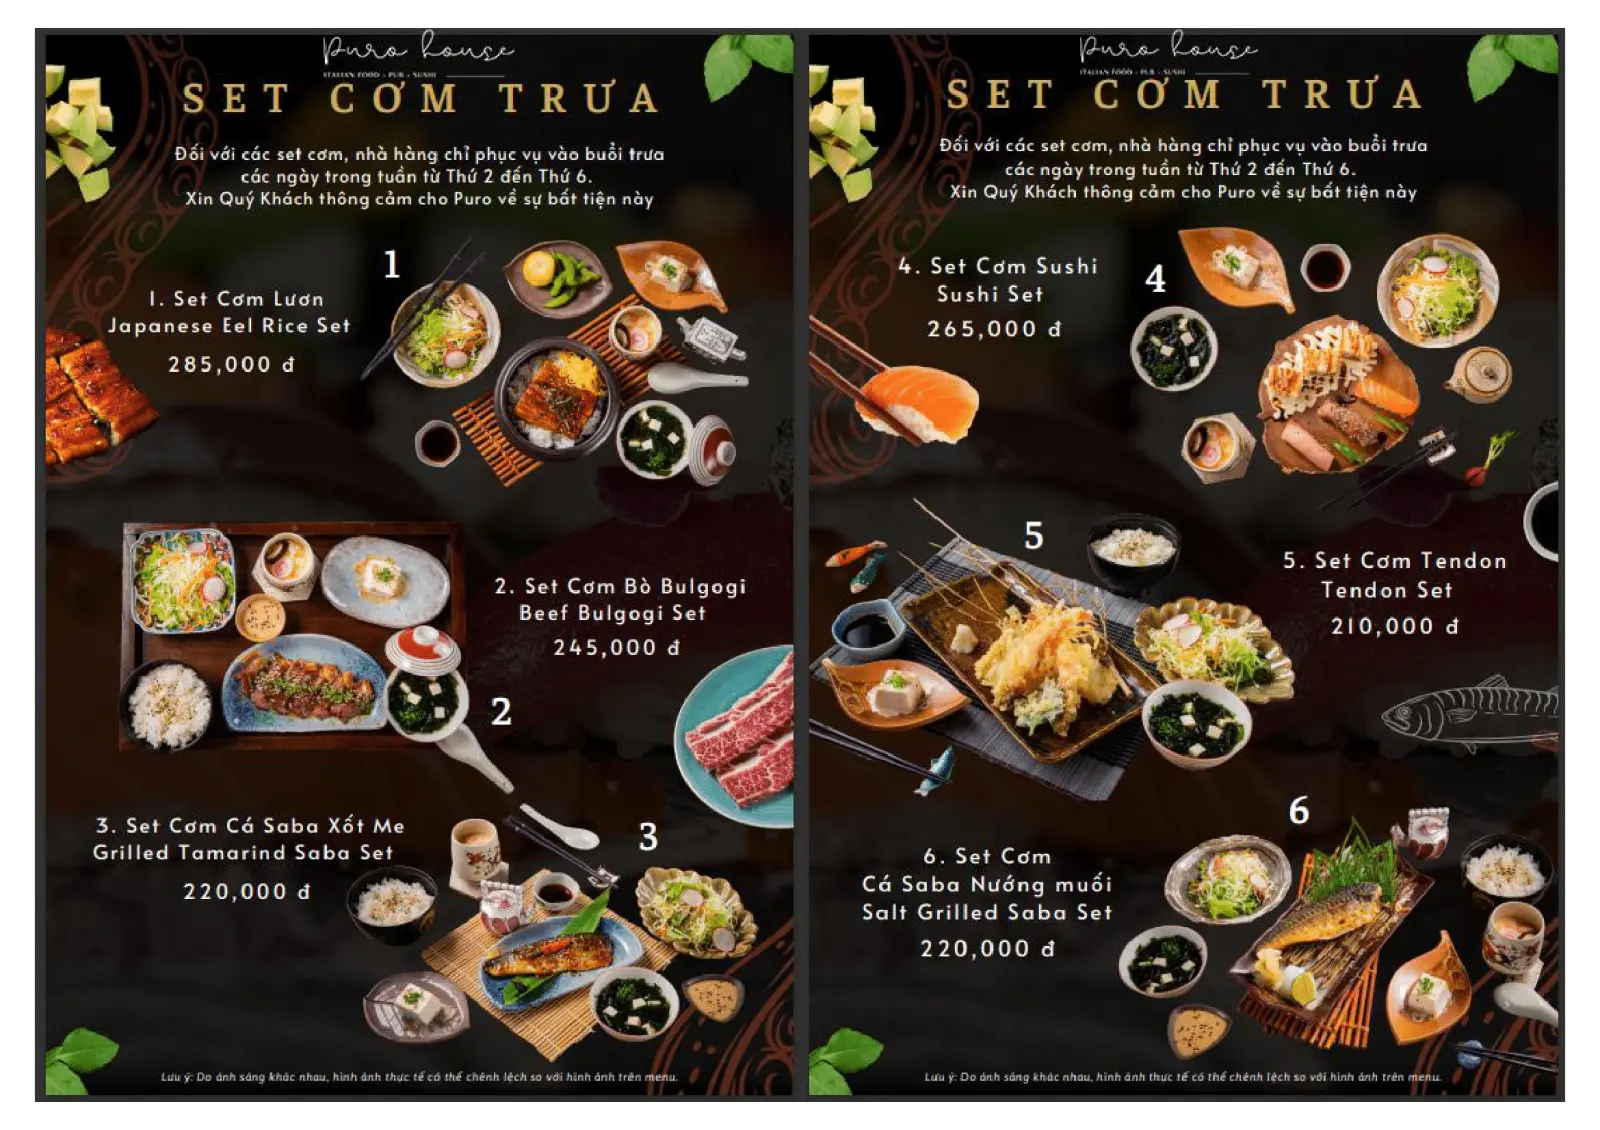 Puro house
ITALIAN FOOD - PUB - SUSHI
SET CƠM TRƯA
Đối với các set cơm, nhà hàng chỉ phục vụ vào buổi trưa
các ngày trong tuần từ Thứ 2 đến Thứ 6.
Xin Quý Khách thông cảm cho Puro về sự bất tiện này
1
1. Set Cơm Lươn
Japanese Eel Rice Set
285,000 đ
2. Set Cơm Bò Bulgogi
Beef Bulgogi Set
245,000 đ
2
3. Set Cơm Cá Saba Xốt Me
Grilled Tamarind Saba Set
220,000 đ
3
Lưu ý: Do ánh sáng khác nhau, hình ảnh thực tế có thể chênh lệch so với hình ảnh trên menu.
Puro house
ITALIAN FOOD - PUB - SUSHI
SET CƠM TRƯA
Đối với các set cơm, nhà hàng chỉ phục vụ vào buổi trưa
các ngày trong tuần từ Thứ 2 đến Thứ 6.
Xin Quý Khách thông cảm cho Puro về sự bất tiện này
4. Set Cơm Sushi
Sushi Set
265,000 đ
4
5
5. Set Cơm Tendon
Tendon Set
210,000 đ
6
6. Set Cơm
Cá Saba Nướng muối
Salt Grilled Saba Set
220,000 đ
Lưu ý: Do ánh sáng khác nhau, hình ảnh thực tế có thể chênh lệch so với hình ảnh trên menu.